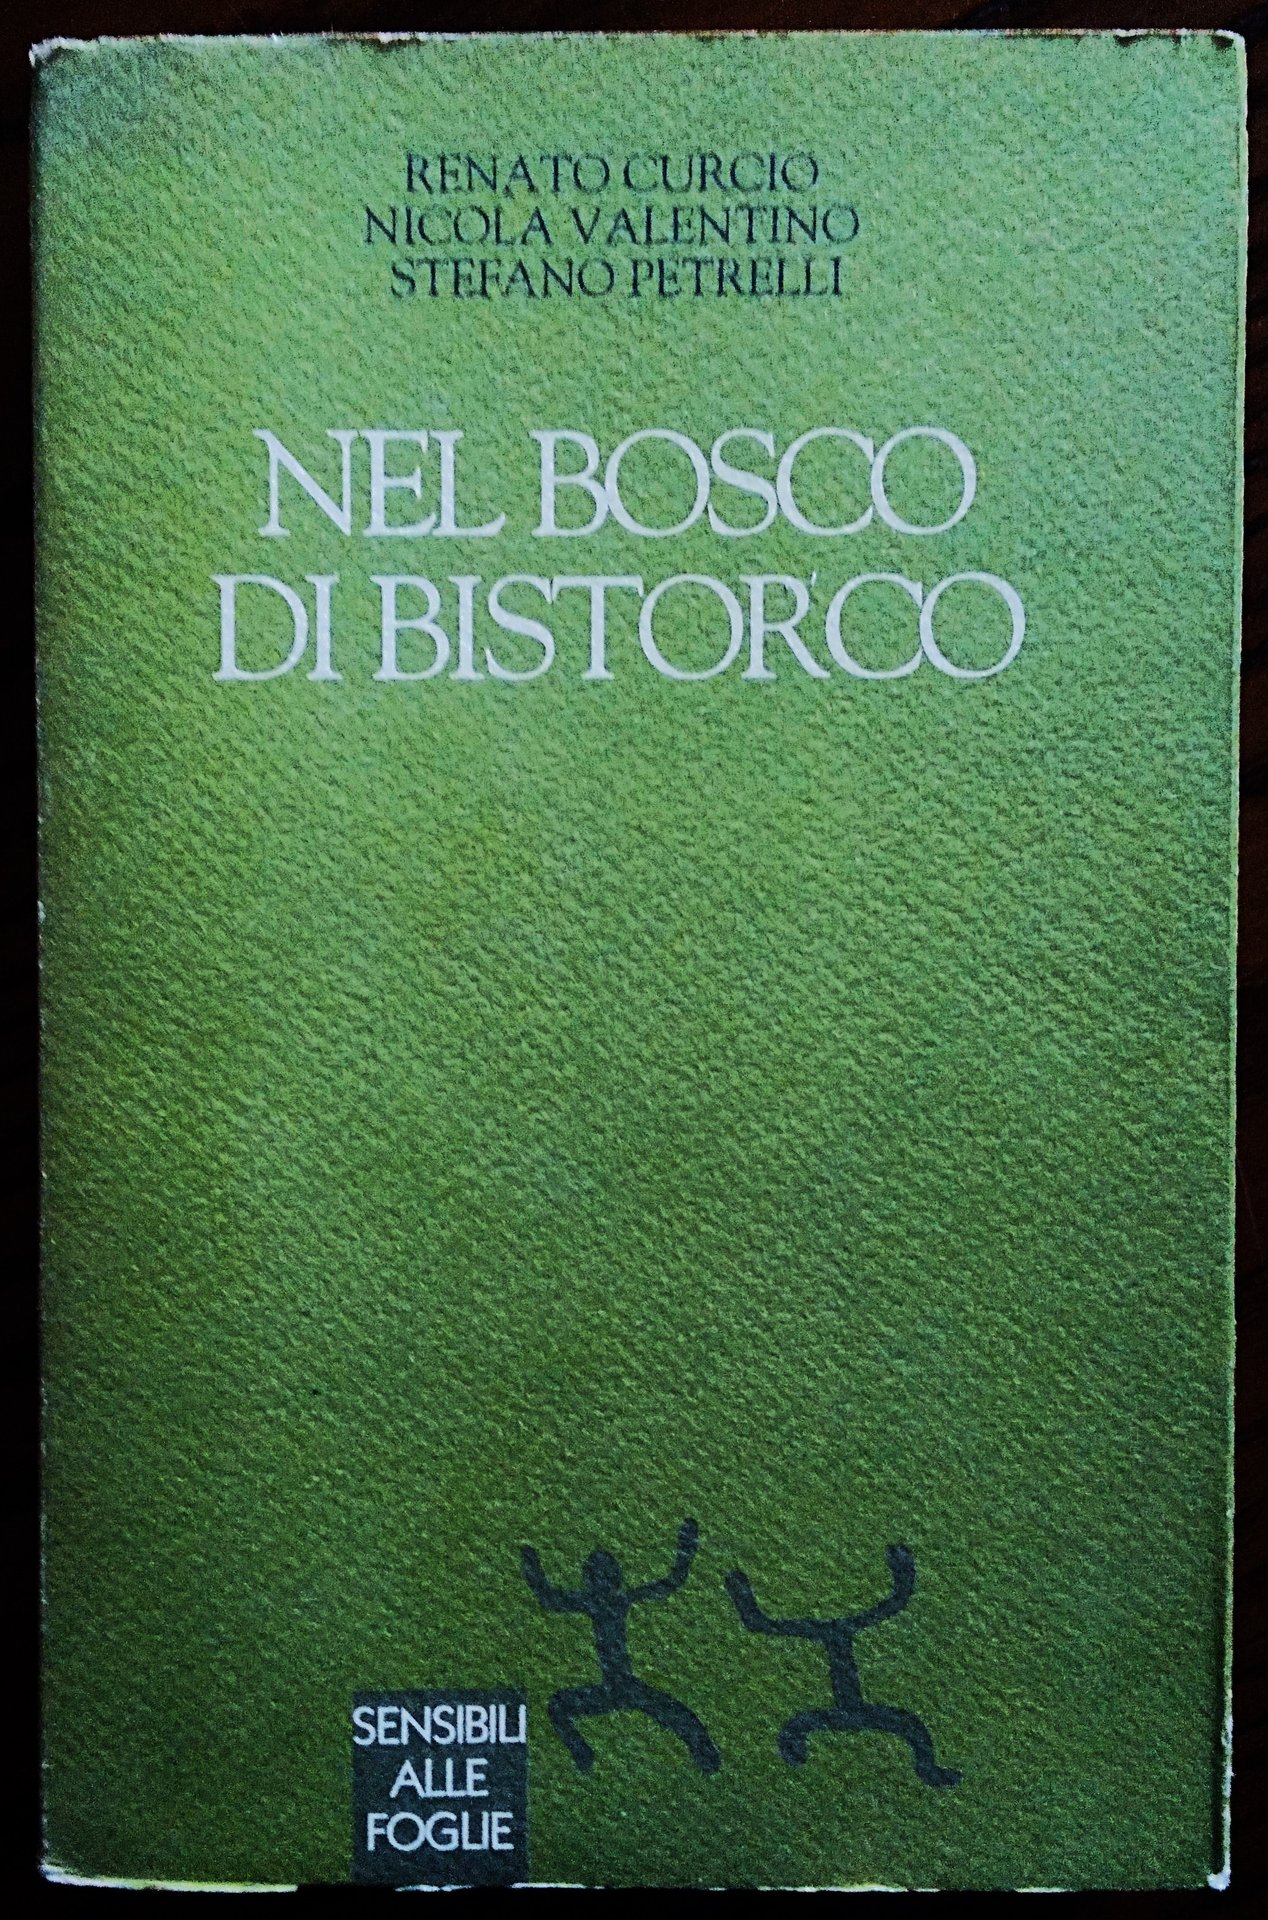 RENATO CURCIO
NICOLA VALENTINO
STEFANO PETRELLI
NEL BOSCO
DI BISTORCO
SENSIBILI
ALLE
FOGLIE